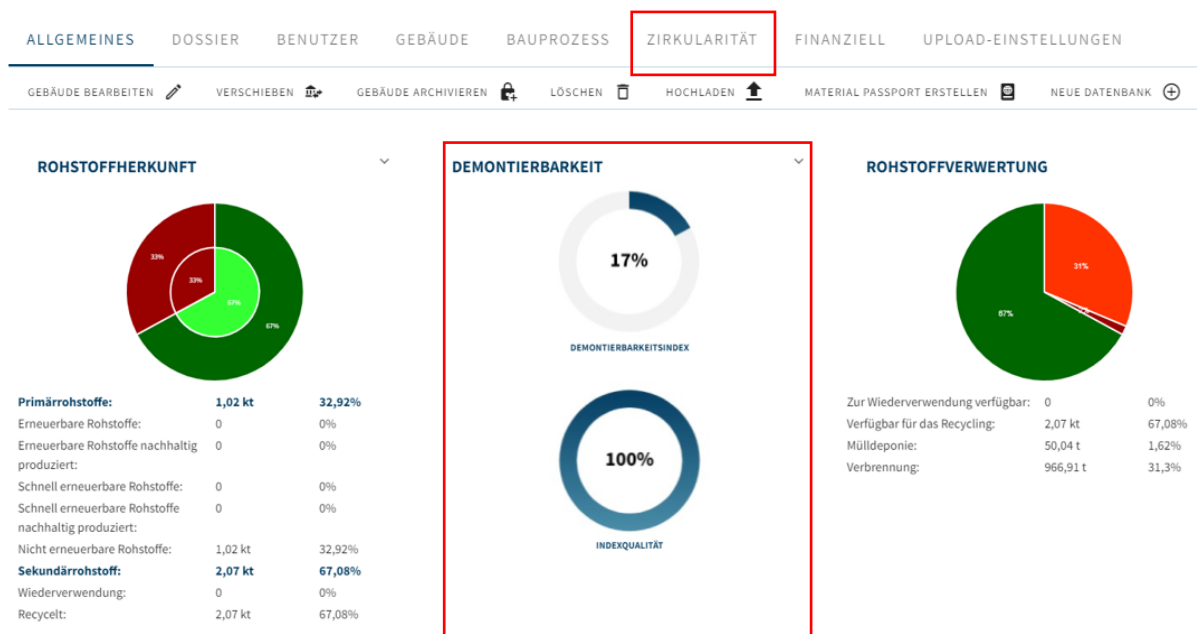 ALLGEMEINES DOSSIER BENUTZER GEBÄUDE BAUPROZESS ZIRKULARITÄT FINANZIELL UPLOAD-EINSTELLUNGEN
GEBÄUDE BEARBEITEN VERSCHIEBEN GEBÄUDE ARCHIVIEREN LÖSCHEN HOCHLADEN MATERIAL PASSPORT ERSTELLEN NEUE DATENBANK
ROHSTOFFHERKUNFT
33%
33%
67%
67%
Primärrohstoffe: 1,02 kt 32,92%
Erneuerbare Rohstoffe: 0 0%
Erneuerbare Rohstoffe nachhaltig 0 0%
produziert:
Schnell erneuerbare Rohstoffe: 0 0%
Schnell erneuerbare Rohstoffe 0 0%
nachhaltig produziert:
Nicht erneuerbare Rohstoffe: 1,02 kt 32,92%
Sekundärrohstoff: 2,07 kt 67,08%
Wiederverwendung: 0 0%
Recycelt: 2,07 kt 67,08%
DEMONTIERBARKEIT
17%
DEMONTIERBARKEITSINDEX
100%
INDEXQUALITÄT
ROHSTOFFVERWERTUNG
31%
67%
Zur Wiederverwendung verfügbar: 0 0%
Verfügbar für das Recycling: 2,07 kt 67,08%
Mülldeponie: 50,04 t 1,62%
Verbrennung: 966,91 t 31,3%